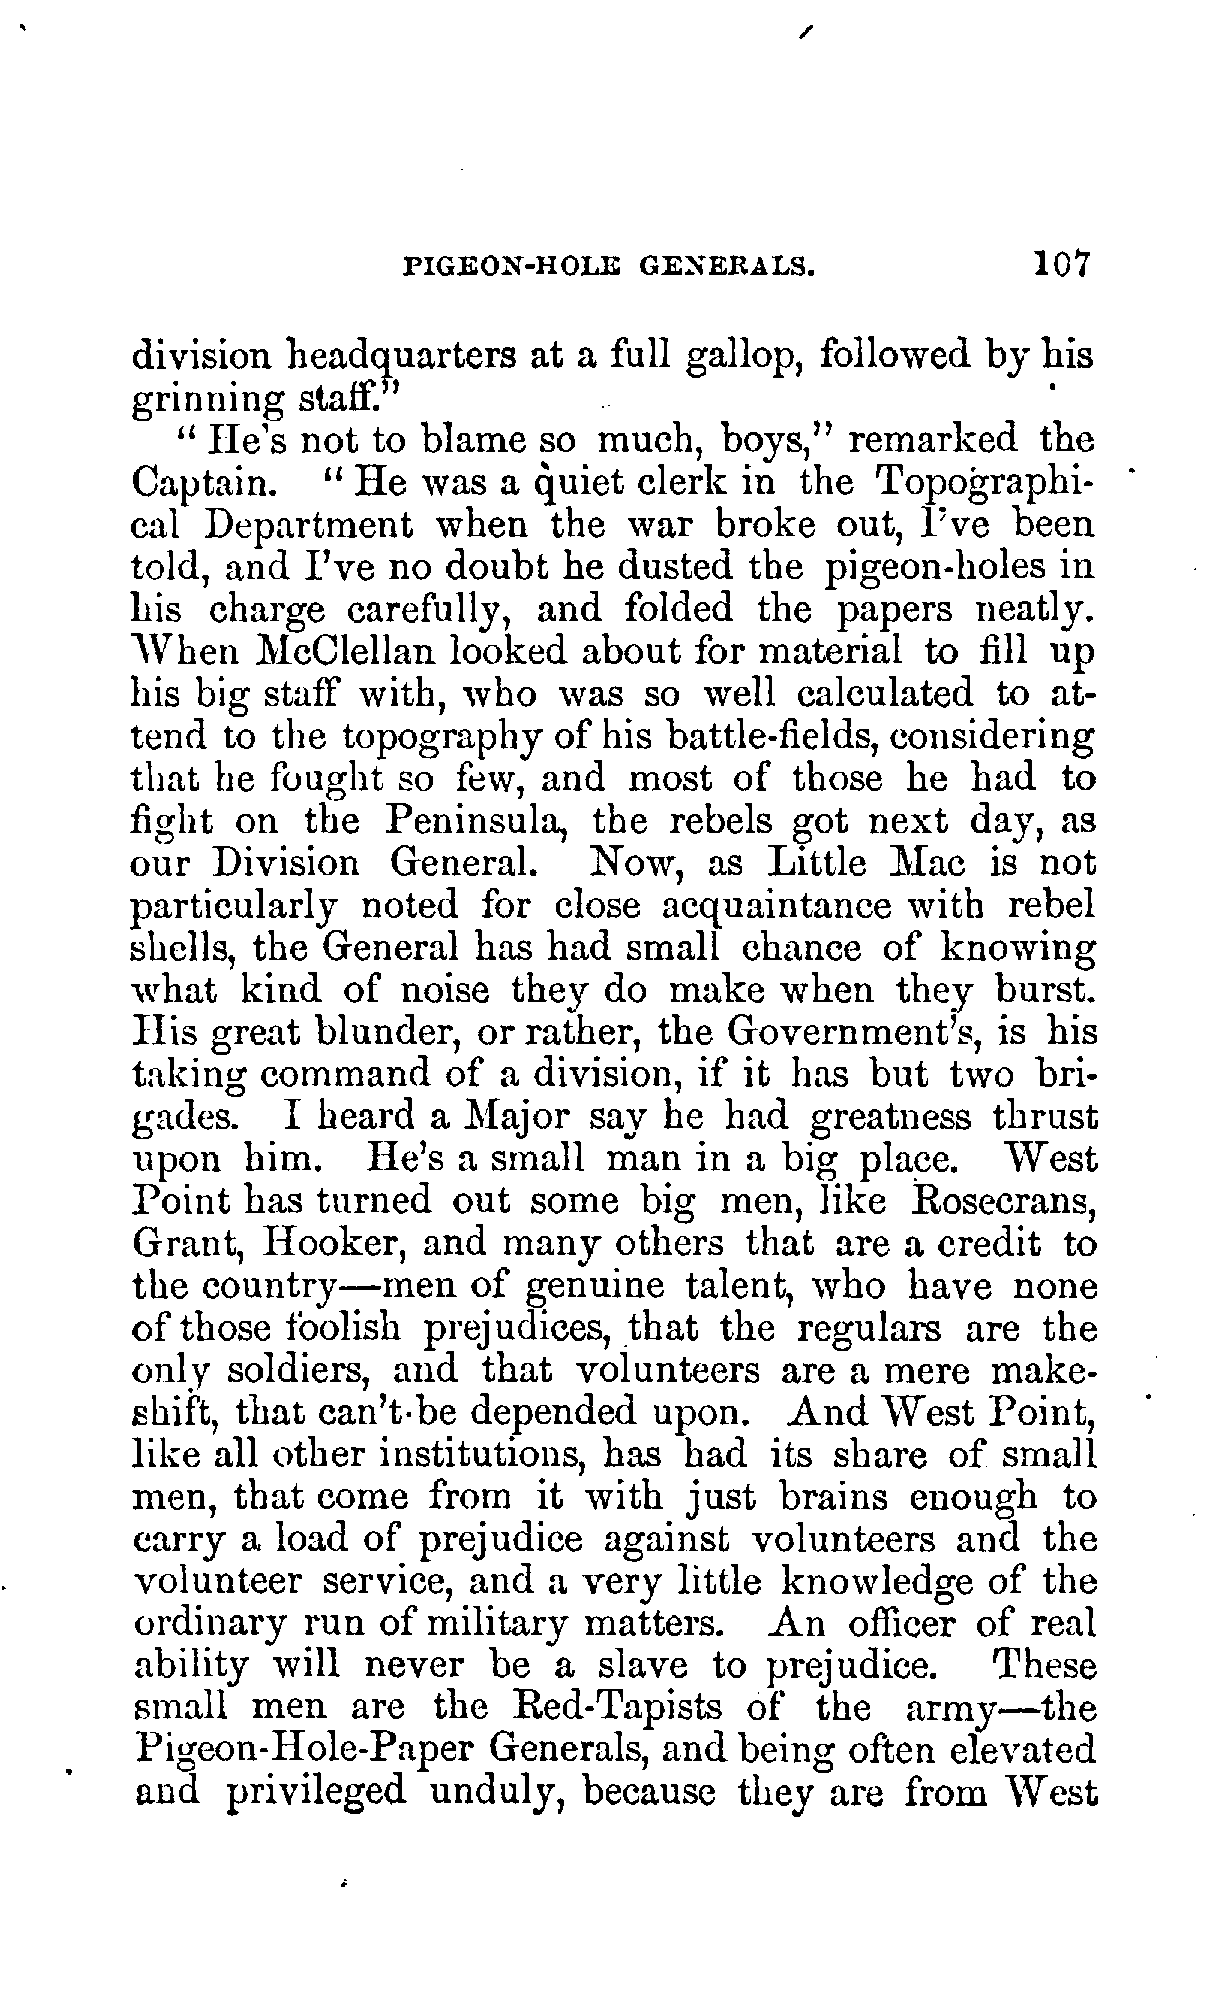 PIGEON-HOLE GENERALS. 107
division headquarters at a full gallop, followed by his
grinning staff."
"He's not to blame so much, boys," remarked the
Captain. "He was a quiet clerk in the Topographi-
cal Department when the war broke out, I've been
told, and I've no doubt he dusted the pigeon-holes in
his charge carefully, and folded the papers neatly.
When McClellan looked about for material to fill up
his big staff with, who was so well calculated to at-
tend to the topography of his battle-fields, considering
that he fought so few, and most of those he had to
fight on the Peninsula, the rebels got next day, as
our Division General. Now, as Little Mac is not
particularly noted for close acquaintance with rebel
shells, the General has had small chance of knowing
what kind of noise they do make when they burst.
His great blunder, or rather, the Government's, is his
taking command of a division, if it has but two bri-
gades. I heard a Major say he had greatness thrust
upon him. He's a small man in a big place. West
Point has turned out some big men, like Rosecrans,
Grant, Hooker, and many others that are a credit to
the country—men of genuine talent, who have none
of those foolish prejudices, that the regulars are the
only soldiers, and that volunteers are a mere make-
shift, that can't be depended upon. And West Point,
like all other institutions, has had its share of small
men, that come from it with just brains enough to
carry a load of prejudice against volunteers and the
volunteer service, and a very little knowledge of the
ordinary run of military matters. An officer of real
ability will never be a slave to prejudice. These
small men are the Red-Tapists of the army—the
Pigeon-Hole-Paper Generals, and being often elevated
and privileged unduly, because they are from West